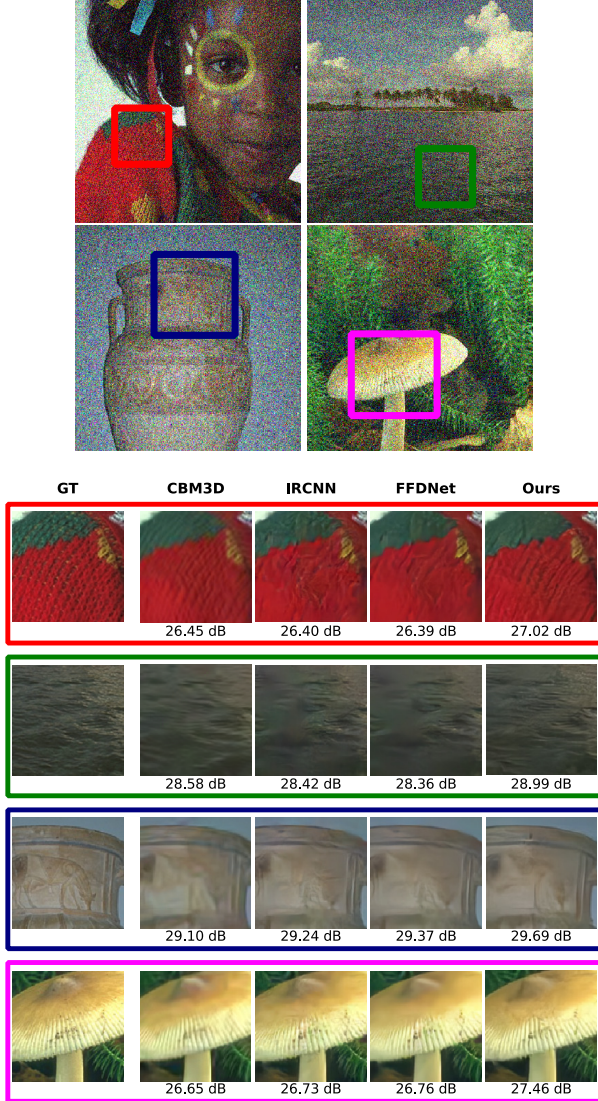 GT CBM3D IRCNN FFDNet Ours
26.45 dB 26.40 dB 26.39 dB 27.02 dB
28.58 dB 28.42 dB 28.36 dB 28.99 dB
29.10 dB 29.24 dB 29.37 dB 29.69 dB
26.65 dB 26.73 dB 26.76 dB 27.46 dB